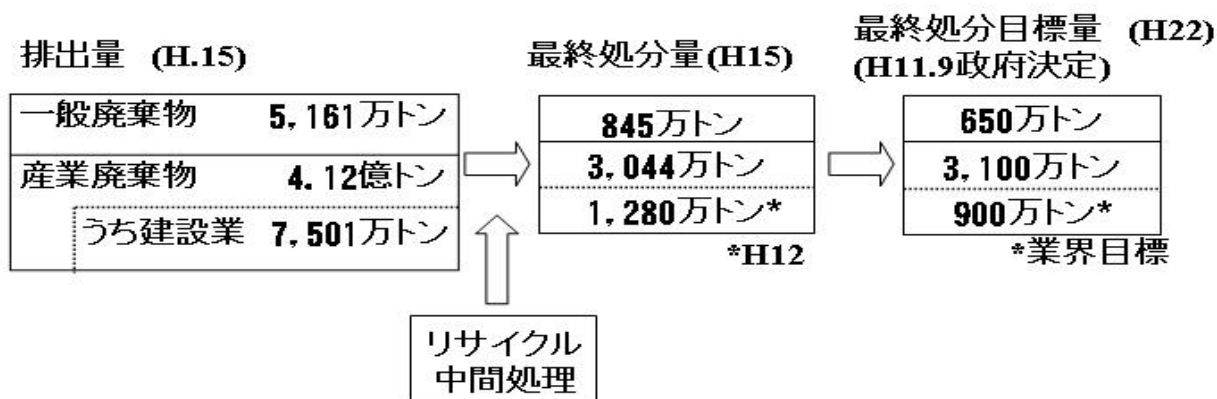 排出量 (H.15)
一般廃棄物 5,161万トン
産業廃棄物 4.12億トン
うち建設業 7,501万トン
リサイクル
中間処理
最終処分量(H15)
845万トン
3,044万トン
1,280万トン*
*H12
最終処分目標量 (H22)
(H11.9政府決定)
650万トン
3,100万トン
900万トン*
*業界目標